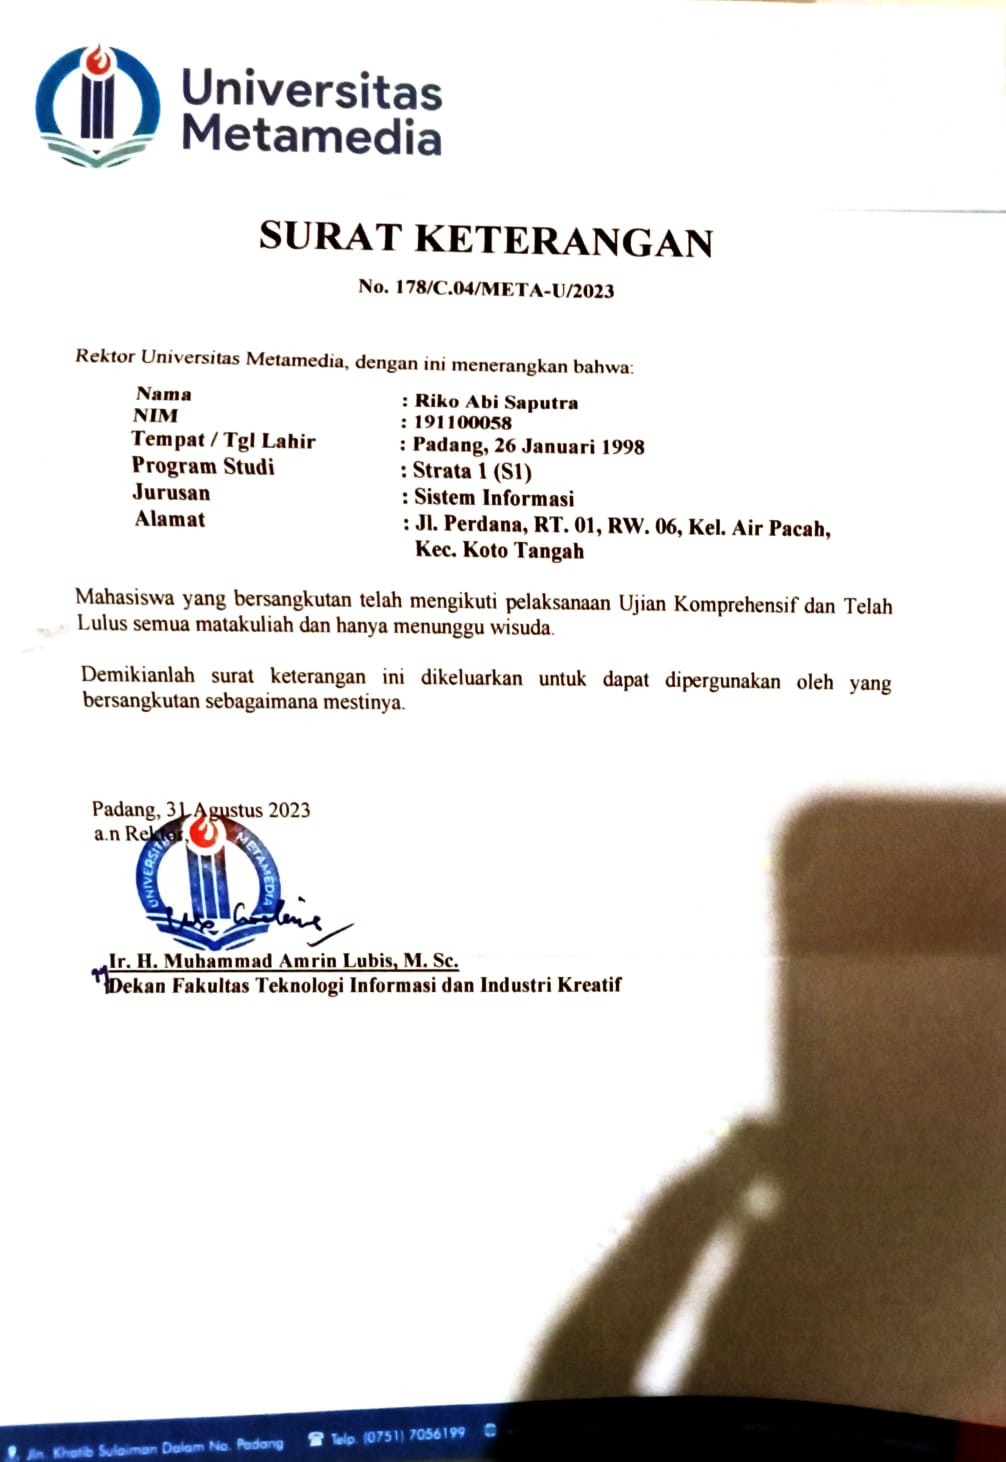 Universitas
Metamedia
SURAT KETERANGAN
No. 178/C.04/META-U/2023
Rektor Universitas Metamedia, dengan ini menerangkan bahwa:
Nama : Riko Abi Saputra
NIM : 191100058
Tempat / Tgl Lahir : Padang, 26 Januari 1998
Program Studi : Strata 1 (S1)
Jurusan : Sistem Informasi
Alamat : Jl. Perdana, RT. 01, RW. 06, Kel. Air Pacah,
Kec. Koto Tangah
Mahasiswa yang bersangkutan telah mengikuti pelaksanaan Ujian Komprehensif dan Telah
Lulus semua matakuliah dan hanya menunggu wisuda.
Demikianlah surat keterangan ini dikeluarkan untuk dapat dipergunakan oleh yang
bersangkutan sebagaimana mestinya.
Padang, 31 Agustus 2023
a.n Rektor,
UNIVERSITAS METAMEDIA
Ir. H. Muhammad Amrin Lubis, M. Sc.
Dekan Fakultas Teknologi Informasi dan Industri Kreatif
Jln. Khatib Sulaiman Dalam No. Padang Telp. (0751) 7056199